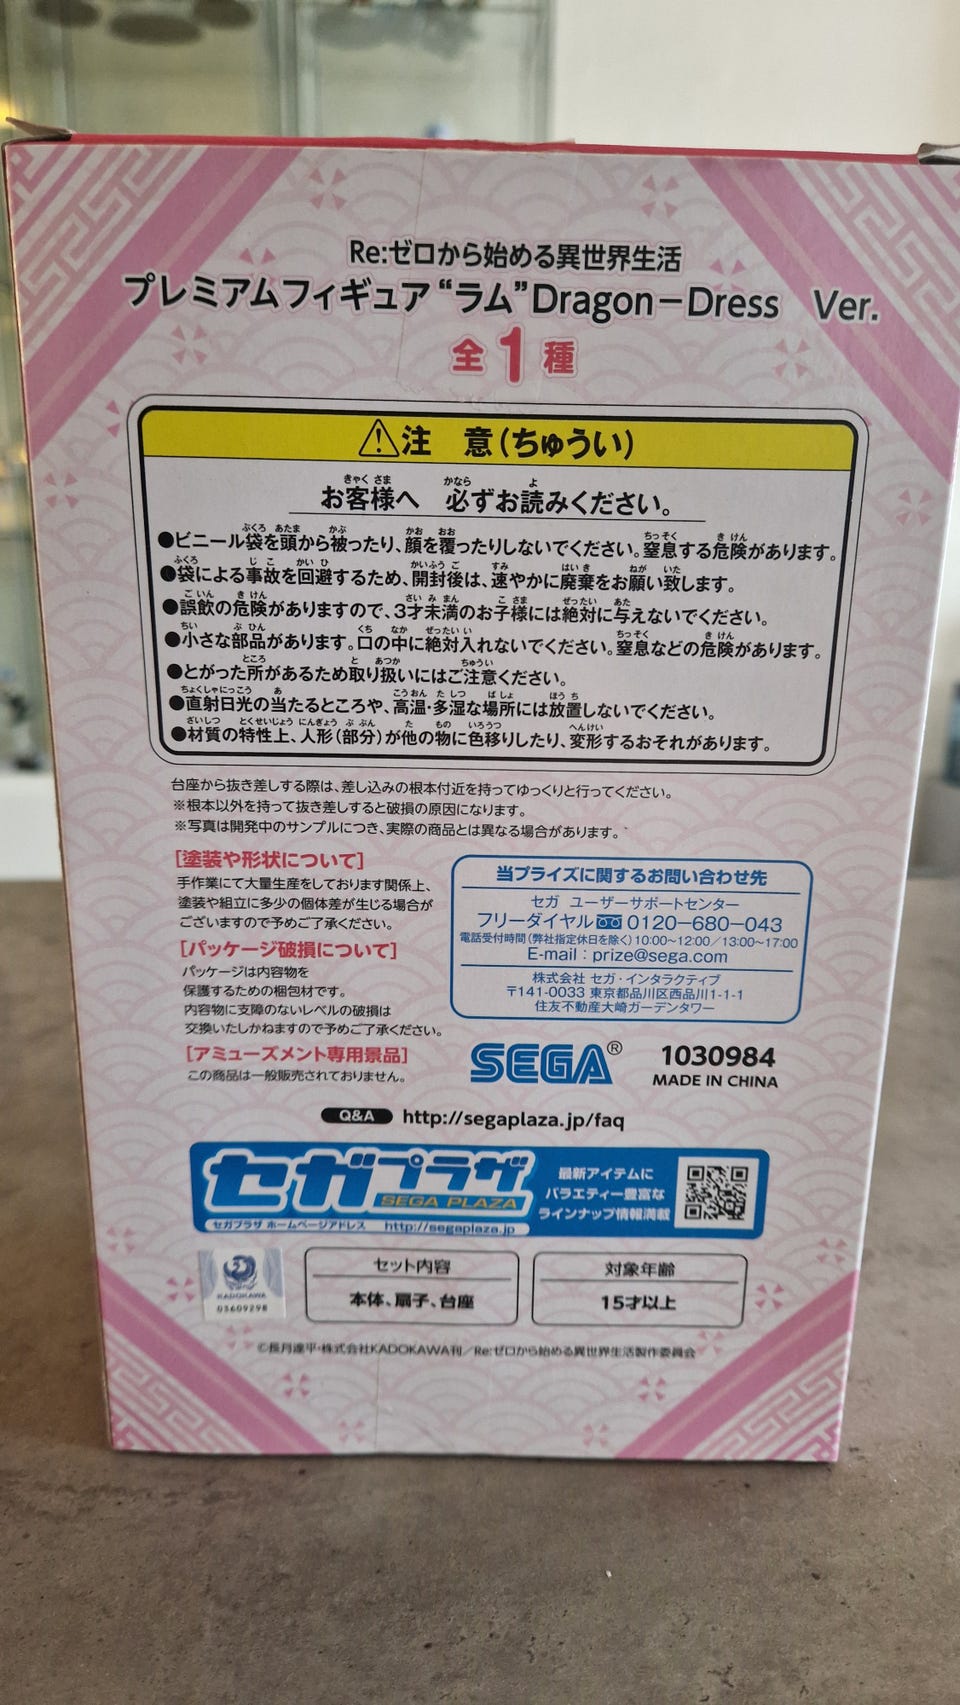 Re:ゼロから始める異世界生活
プレミアムフィギュア“ラム”Dragon-Dress Ver.
全1種
⚠注 意(ちゅうい)
お客様へ 必ずお読みください。
●ビニール袋を頭から被ったり、顔を覆ったりしないでください。窒息する危険があります。
●袋による事故を回避するため、開封後は、速やかに廃棄をお願い致します。
●誤飲の危険がありますので、3才未満のお子様には絶対に与えないでください。
●小さな部品があります。口の中に絶対入れないでください。窒息などの危険があります。
●とがった所があるため取り扱いにはご注意ください。
●直射日光の当たるところや、高温・多湿な場所には放置しないでください。
●材質の特性上、人形(部分)が他の物に色移りしたり、変形するおそれがあります。
台座から抜き差しする際は、差し込みの根本付近を持ってゆっくりと行ってください。
※根本以外を持って抜き差しすると破損の原因になります。
※写真は開発中のサンプルにつき、実際の商品とは異なる場合があります。
[塗装や形状について]
手作業にて大量生産をしております関係上、
塗装や組立に多少の個体差が生じる場合が
ございますので予めご了承ください。
[パッケージ破損について]
パッケージは内容物を
保護するための梱包材です。
内容物に支障のないレベルの破損は
交換いたしかねますので予めご了承ください。
[アミューズメント専用景品]
この商品は一般販売されておりません。
当プライズに関するお問い合わせ先
セガ ユーザーサポートセンター
フリーダイヤル 0120-680-043
電話受付時間(弊社指定休日を除く)10:00~12:00/13:00~17:00
E-mail:prize@sega.com
株式会社 セガ・インタラクティブ
〒141-0033 東京都品川区西品川1-1-1
住友不動産大崎ガーデンタワー
SEGA® 1030984
MADE IN CHINA
Q&A http://segaplaza.jp/faq
セガプラザ
SEGA PLAZA
セガプラザ ホームページアドレス http://segaplaza.jp
最新アイテムに
バラエティー豊富な
ラインナップ情報満載
KADOKAWA
03609298
セット内容
本体、扇子、台座
対象年齢
15才以上
©長月達平・株式会社KADOKAWA刊/Re:ゼロから始める異世界生活製作委員会